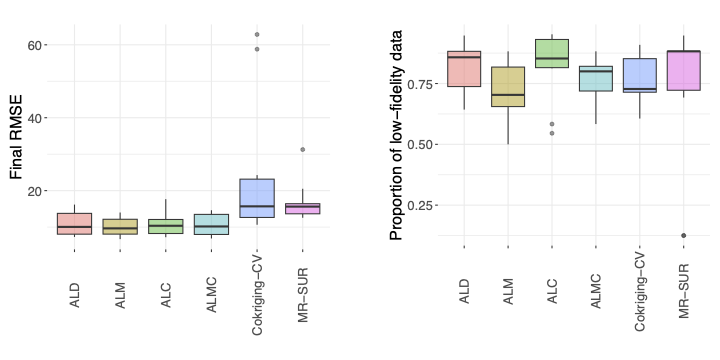 Final RMSE
60
40
20
ALD
ALM
ALC
ALMC
Cokriging−CV
MR−SUR
Proportion of low−fidelity data
0.75
0.50
0.25
ALD
ALM
ALC
ALMC
Cokriging−CV
MR−SUR